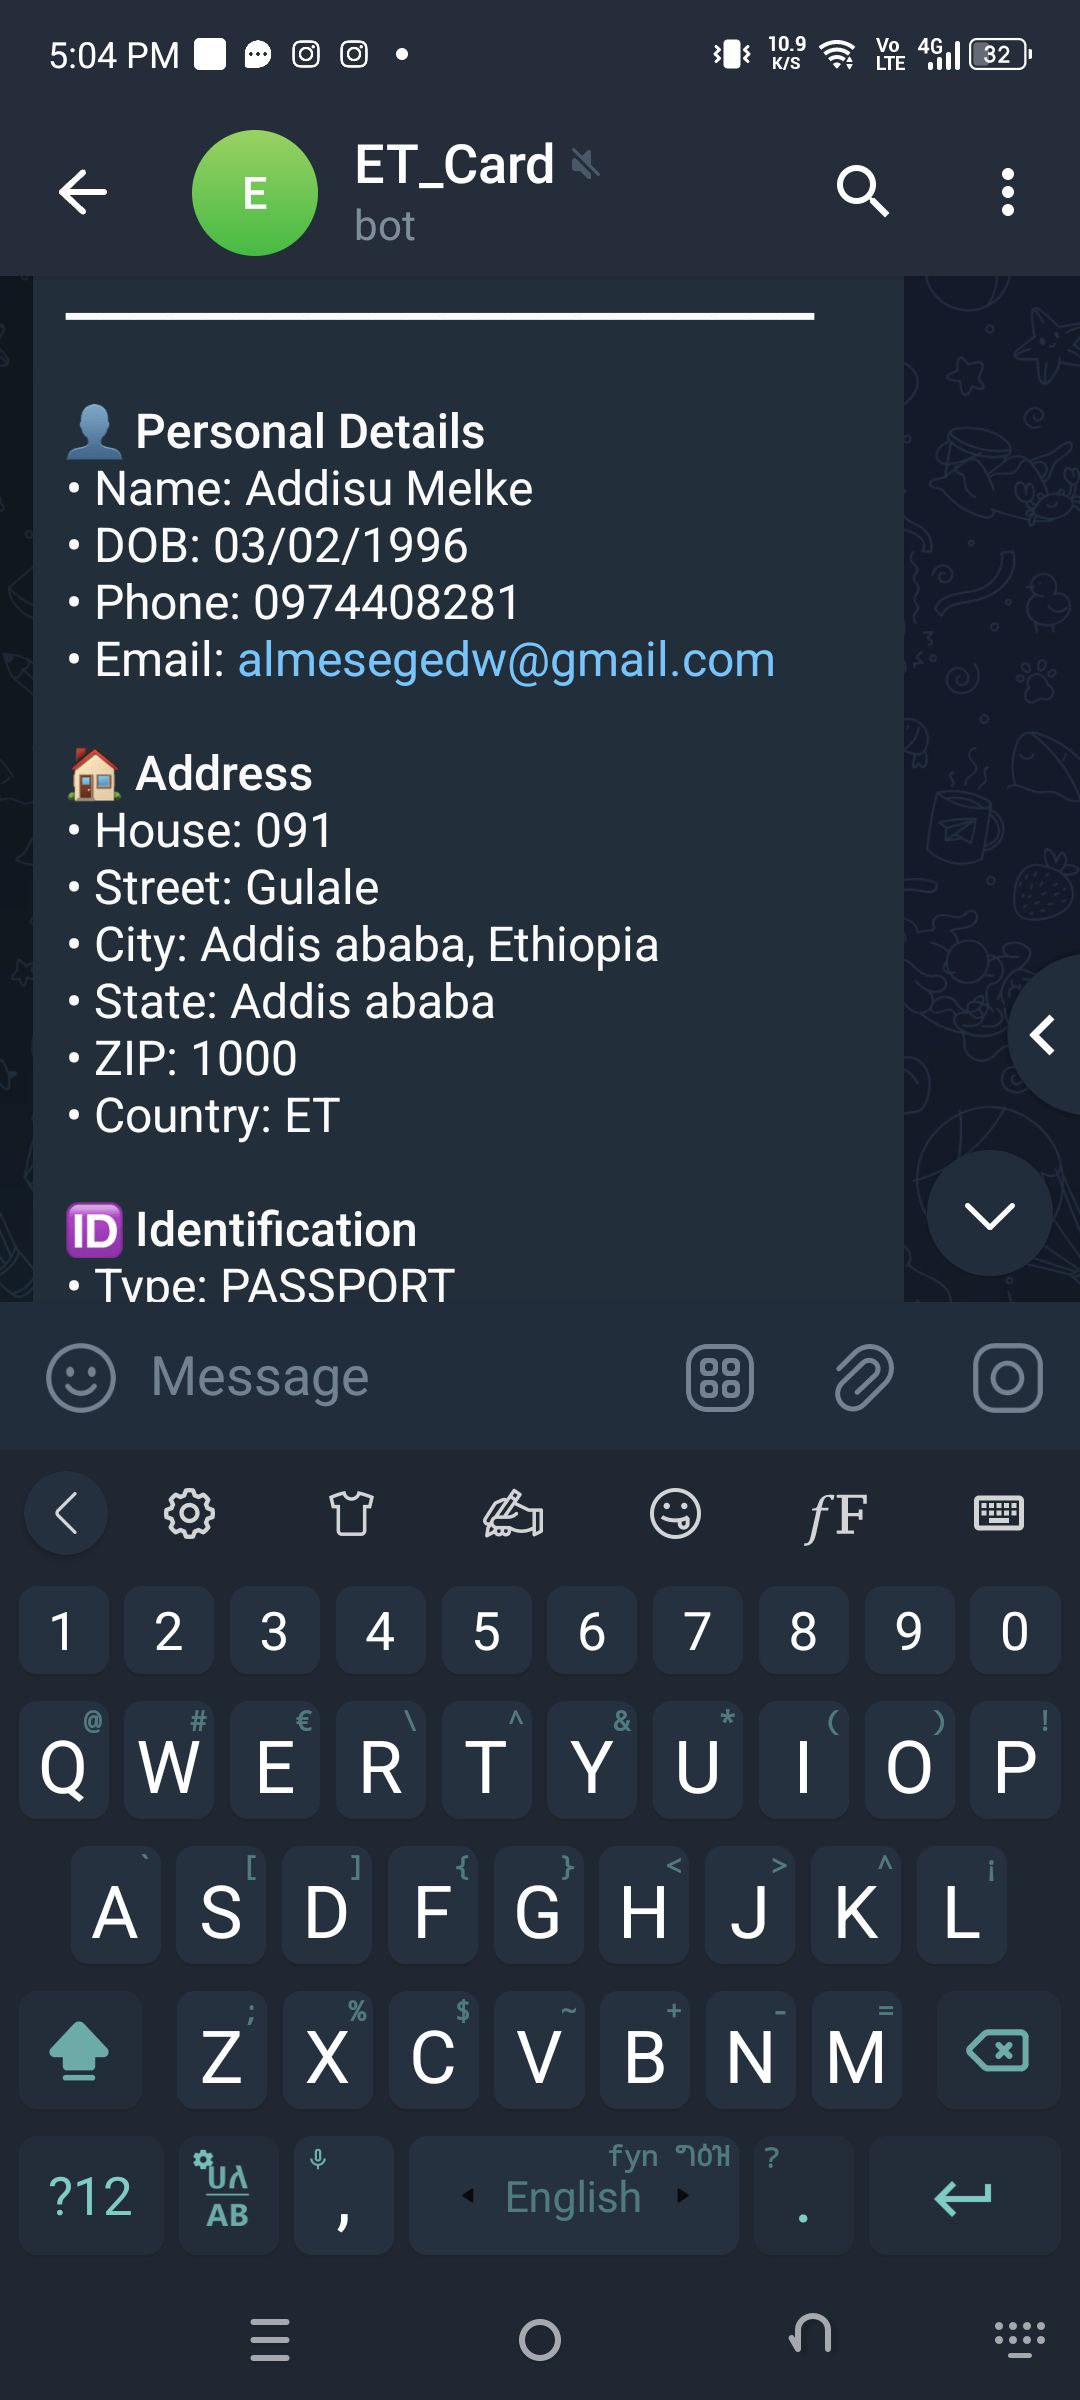 5:04 PM
10.9 K/S Vo LTE 4G 32
E
ET_Card
bot
Personal Details
• Name: Addisu Melke
• DOB: 03/02/1996
• Phone: 0974408281
• Email: almesegedw@gmail.com
Address
• House: 091
• Street: Gulale
• City: Addis ababa, Ethiopia
• State: Addis ababa
• ZIP: 1000
• Country: ET
🆔 Identification
• Type: PASSPORT
Message
fF
1 2 3 4 5 6 7 8 9 0
@ # € \ ^ & * ( ) !
Q W E R T Y U I O P
` [ ] { } < > ^ ¡
A S D F G H J K L
; % $ ~ + - =
Z X C V B N M
fyn ግዕዝ ?
?12 ሀለ AB , English .